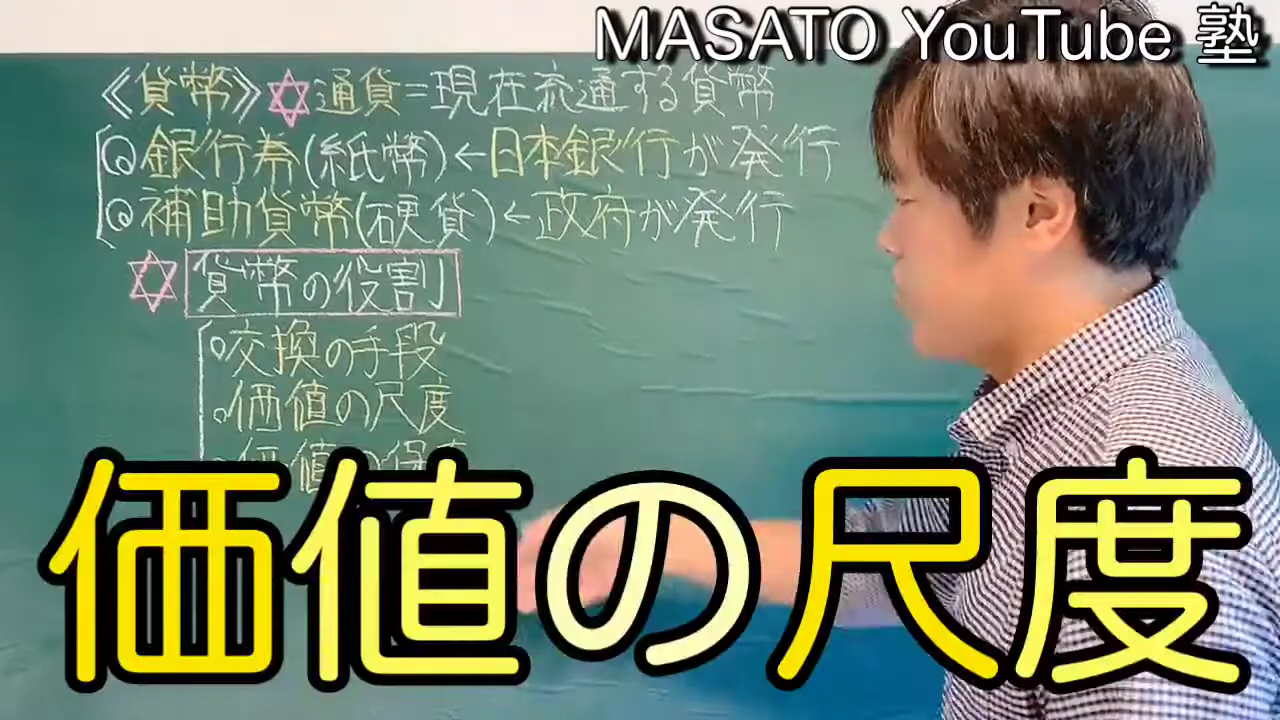 MASATO YouTube 塾
《貨幣》✡通貨=現在流通する貨幣
◎銀行券(紙幣)←日本銀行が発行
◎補助貨幣(硬貨)←政府が発行
✡貨幣の役割
○交換の手段
○価値の尺度
価値の尺度